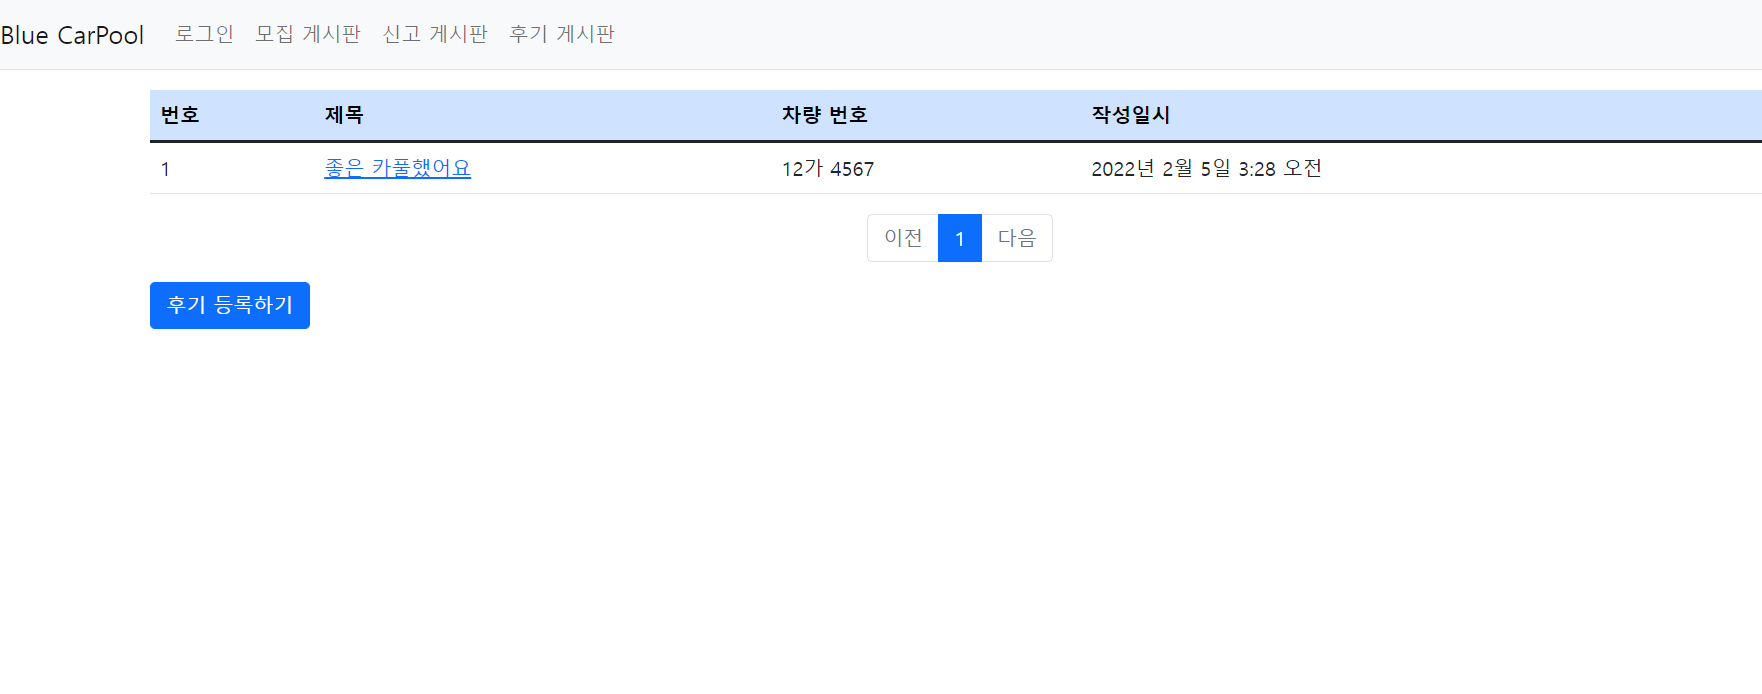 Blue CarPool 로그인 모집 게시판 신고 게시판 후기 게시판
번호 제목 차량 번호 작성일시
1 좋은 카풀했어요 12가 4567 2022년 2월 5일 3:28 오전
이전 1 다음
후기 등록하기